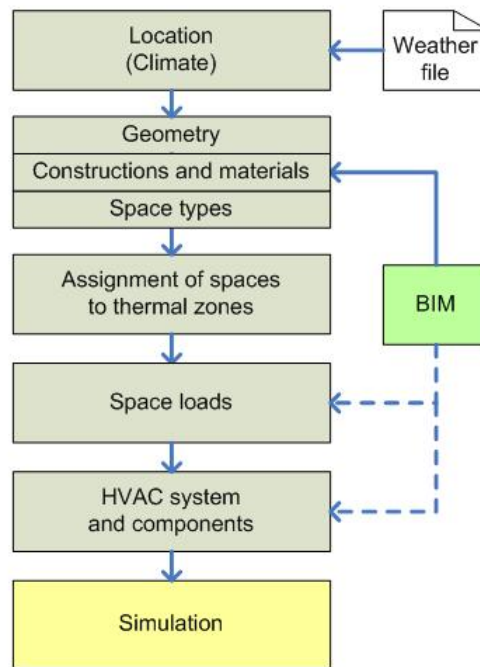 Location
(Climate)
Weather
file
Geometry
Constructions and materials
Space types
Assignment of spaces
to thermal zones
BIM
Space loads
HVAC system
and components
Simulation